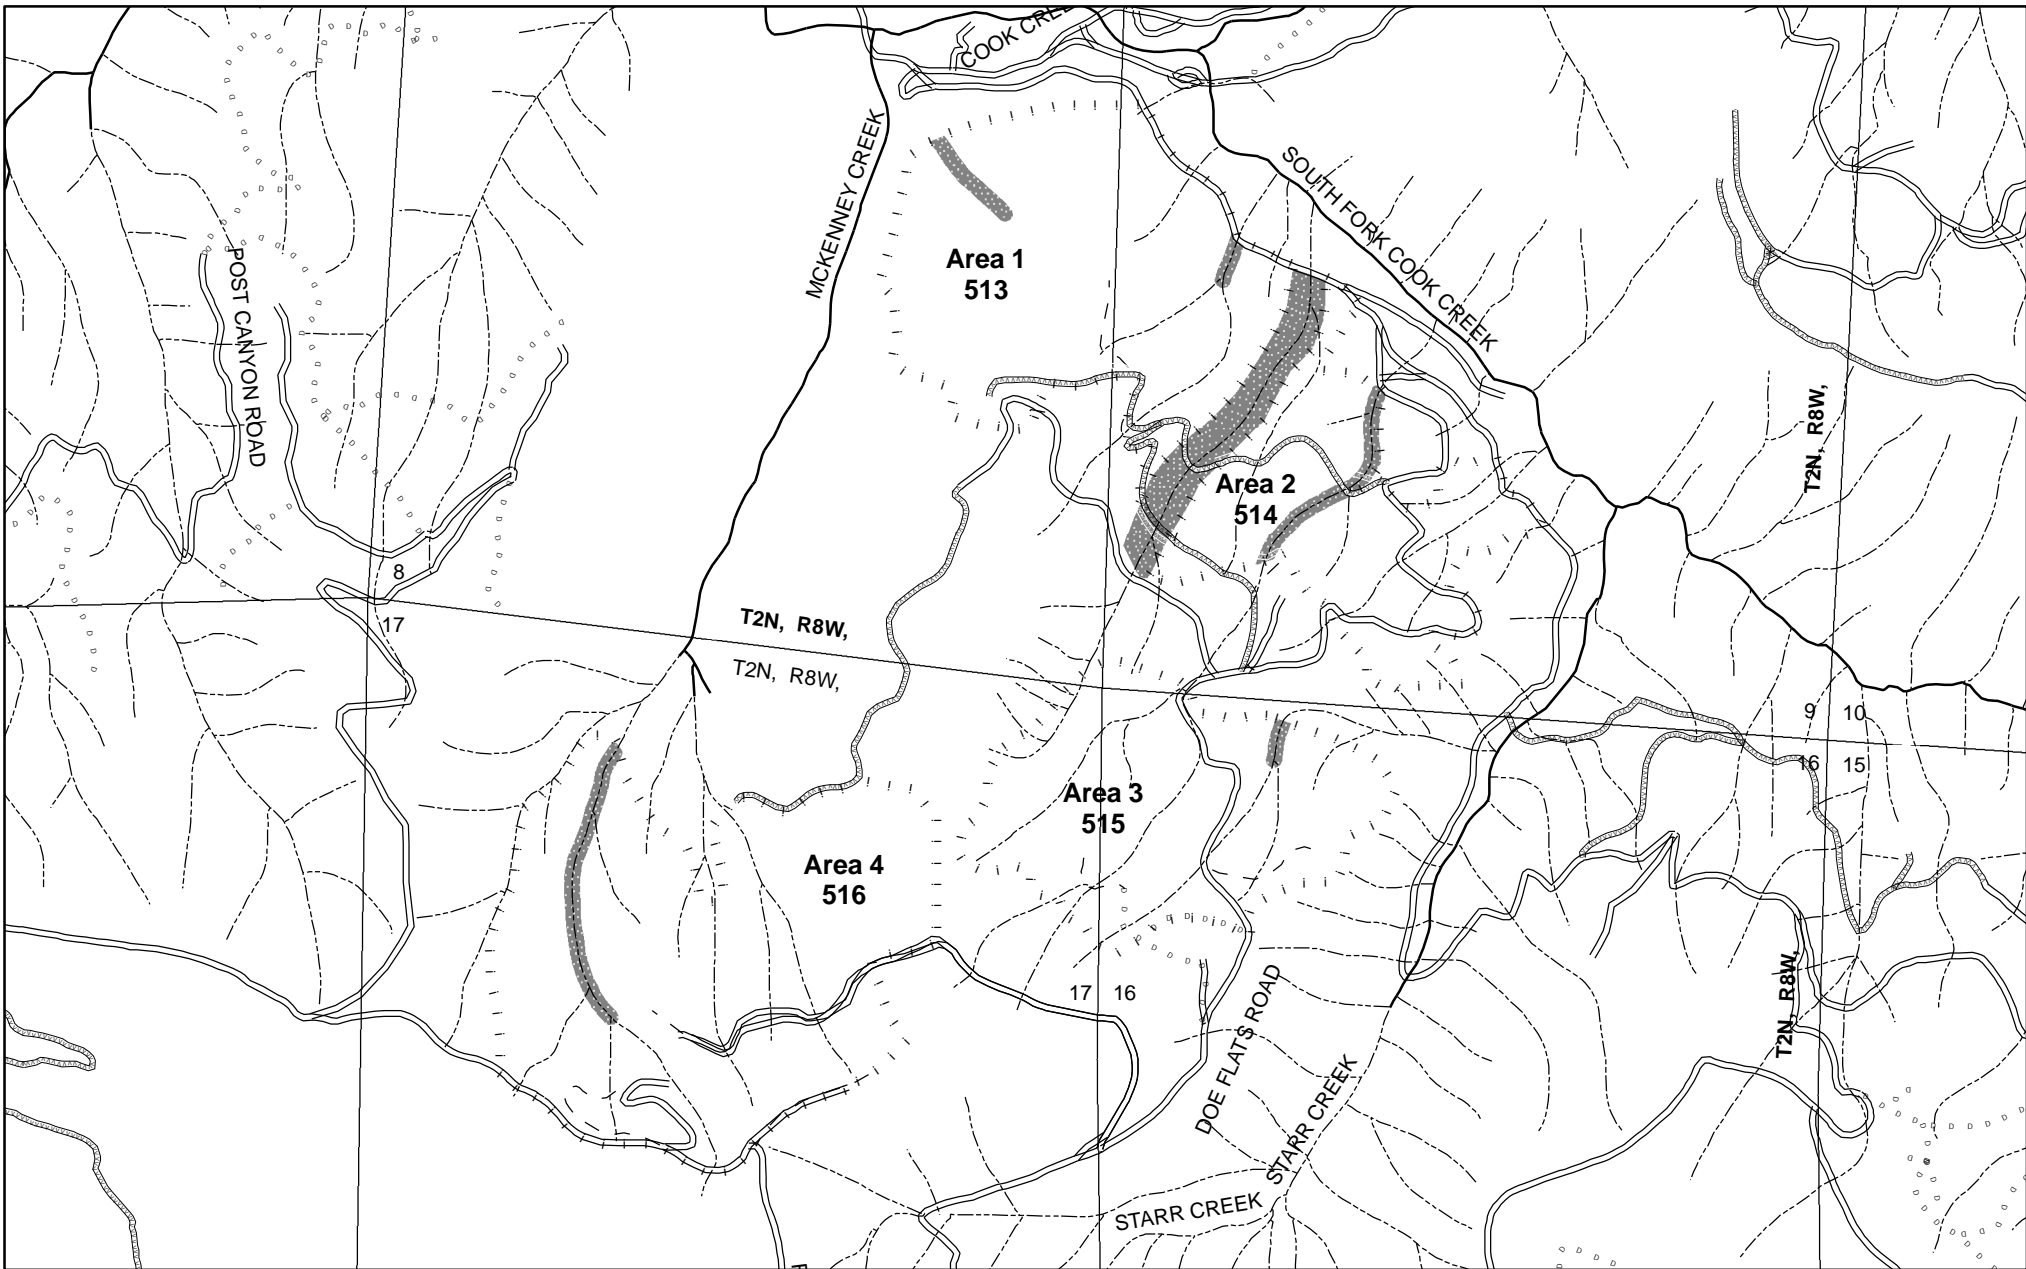 COOK CREE
MCKENNEY CREEK
SOUTH FORK COOK CREEK
POST CANYON ROAD
Area 1
513
T2N, R8W,
Area 2
514
8
17
T2N, R8W,
T2N, R8W,
9 10
16 15
Area 3
515
Area 4
516
17 16
T2N, R8W,
DOE FLATS ROAD
STARR CREEK
STARR CREEK